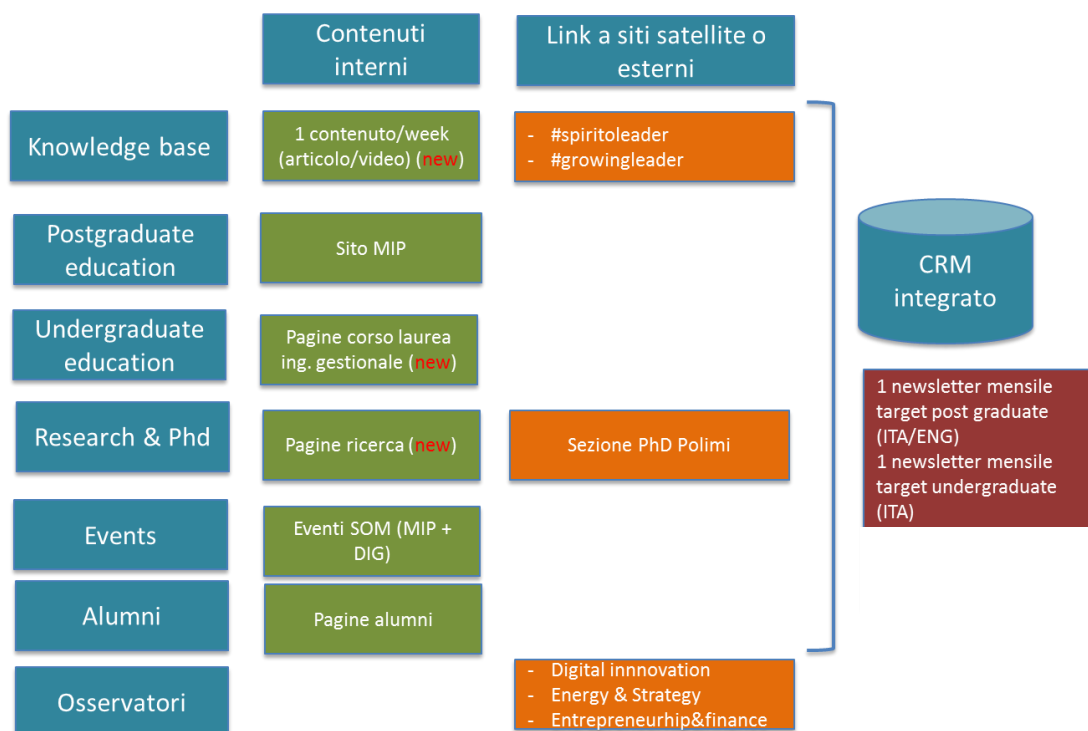 Contenuti
interni
Link a siti satellite o
esterni
Knowledge base
1 contenuto/week
(articolo/video) (new)
- #spiritoleader
- #growingleader
Postgraduate
education
Sito MIP
CRM
integrato
Undergraduate
education
Pagine corso laurea
ing. gestionale (new)
1 newsletter mensile
target post graduate
(ITA/ENG)
1 newsletter mensile
target undergraduate
(ITA)
Research & Phd
Pagine ricerca (new)
Sezione PhD Polimi
Events
Eventi SOM (MIP +
DIG)
Alumni
Pagine alumni
Osservatori
- Digital innnovation
- Energy & Strategy
- Entrepreneurhip&finance